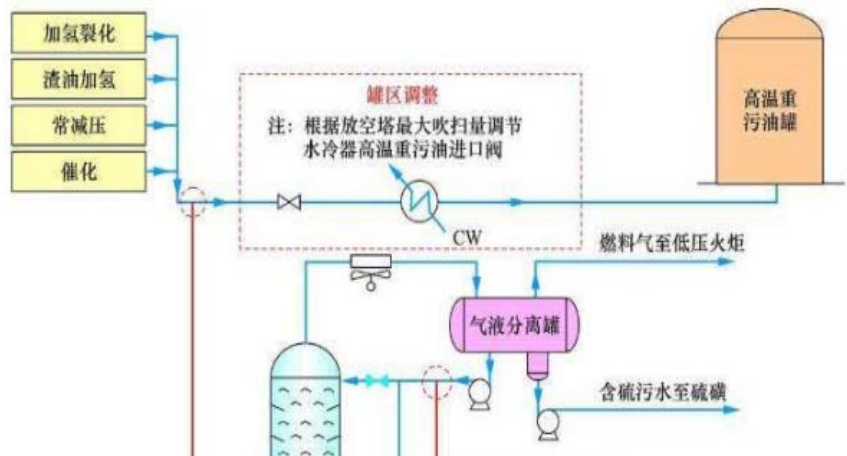 加氢裂化
渣油加氢
常减压
催化
罐区调整
注：根据放空塔最大吹扫量调节
水冷器高温重污油进口阀
CW
高温重
污油罐
燃料气至低压火炬
气液分离罐
含硫污水至硫磺